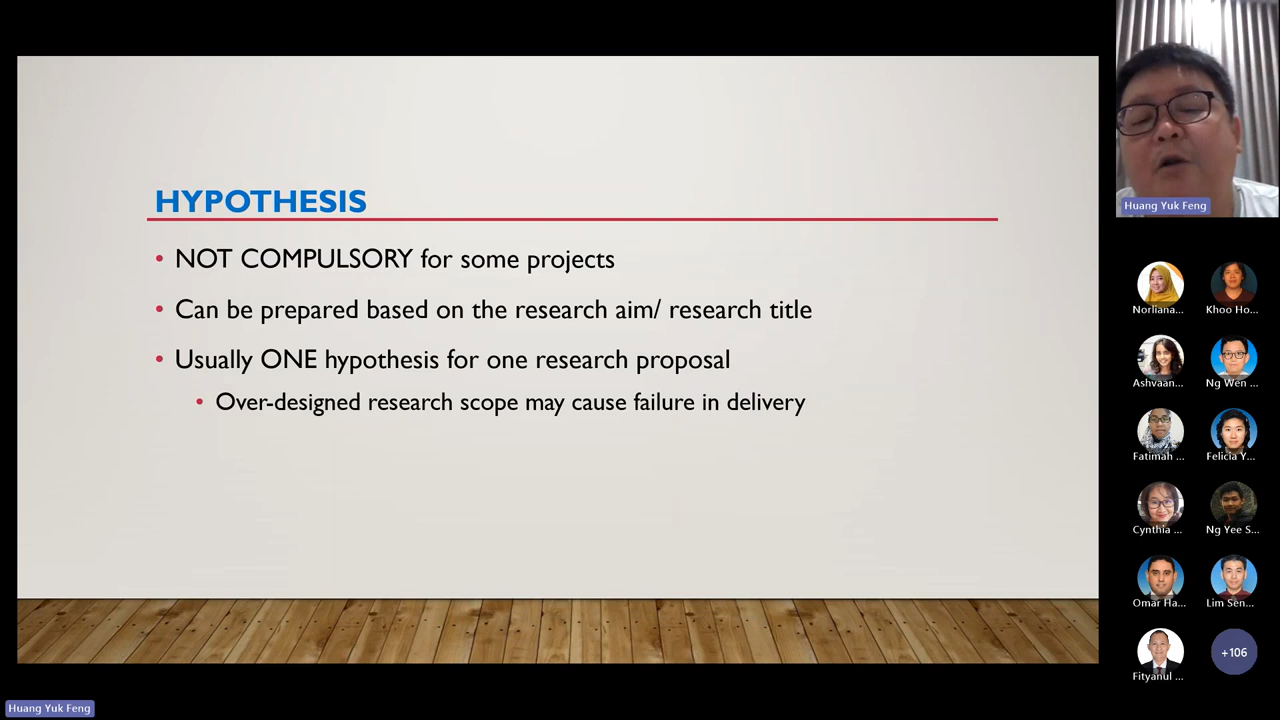 HYPOTHESIS
• NOT COMPULSORY for some projects
• Can be prepared based on the research aim/ research title
• Usually ONE hypothesis for one research proposal
• Over-designed research scope may cause failure in delivery
Huang Yuk Feng
Norliana...
Khoo Ho...
Ashvaan...
Ng Wen ...
Fatimah ...
Felicia Y...
Cynthia ...
Ng Yee S...
Omar Ha...
Lim Sen...
Fityanul ...
+106
Huang Yuk Feng